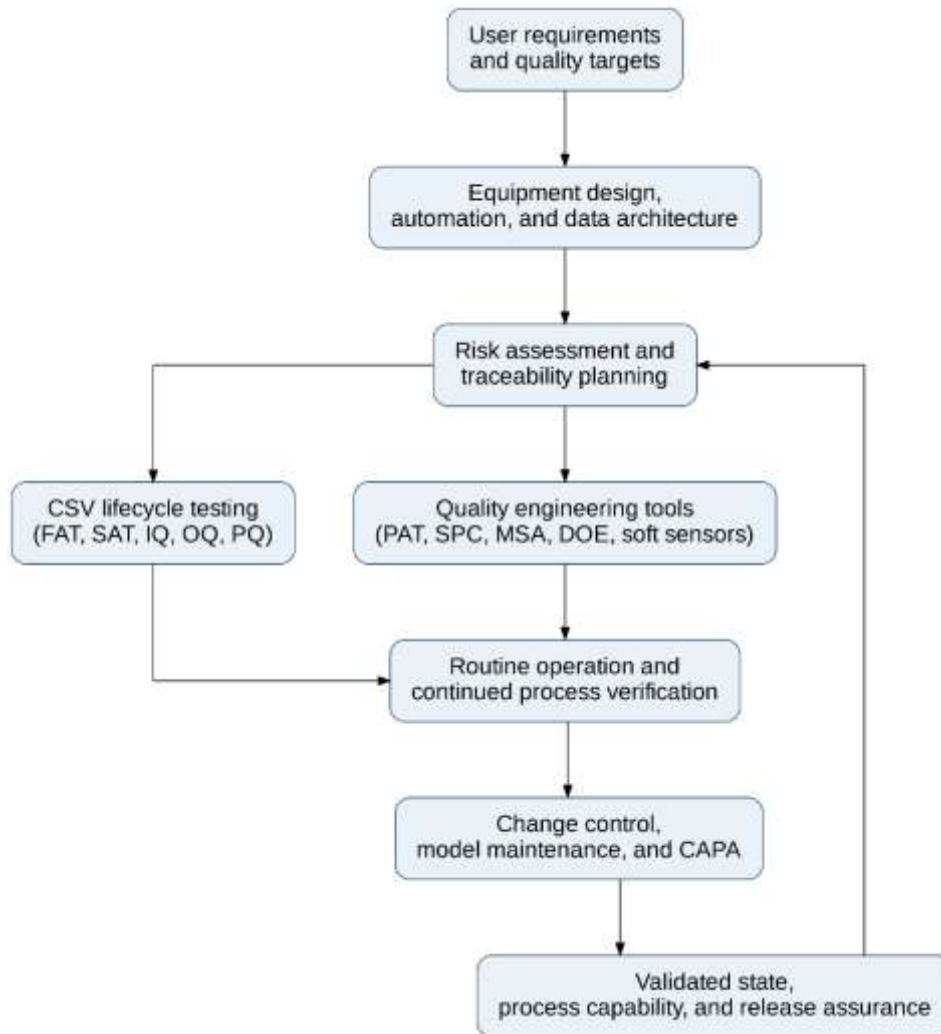 User requirements
and quality targets
Equipment design,
automation, and data architecture
Risk assessment and
traceability planning
CSV lifecycle testing
(FAT, SAT, IQ, OQ, PQ)
Quality engineering tools
(PAT, SPC, MSA, DOE, soft sensors)
Routine operation and
continued process verification
Change control,
model maintenance, and CAPA
Validated state,
process capability, and release assurance